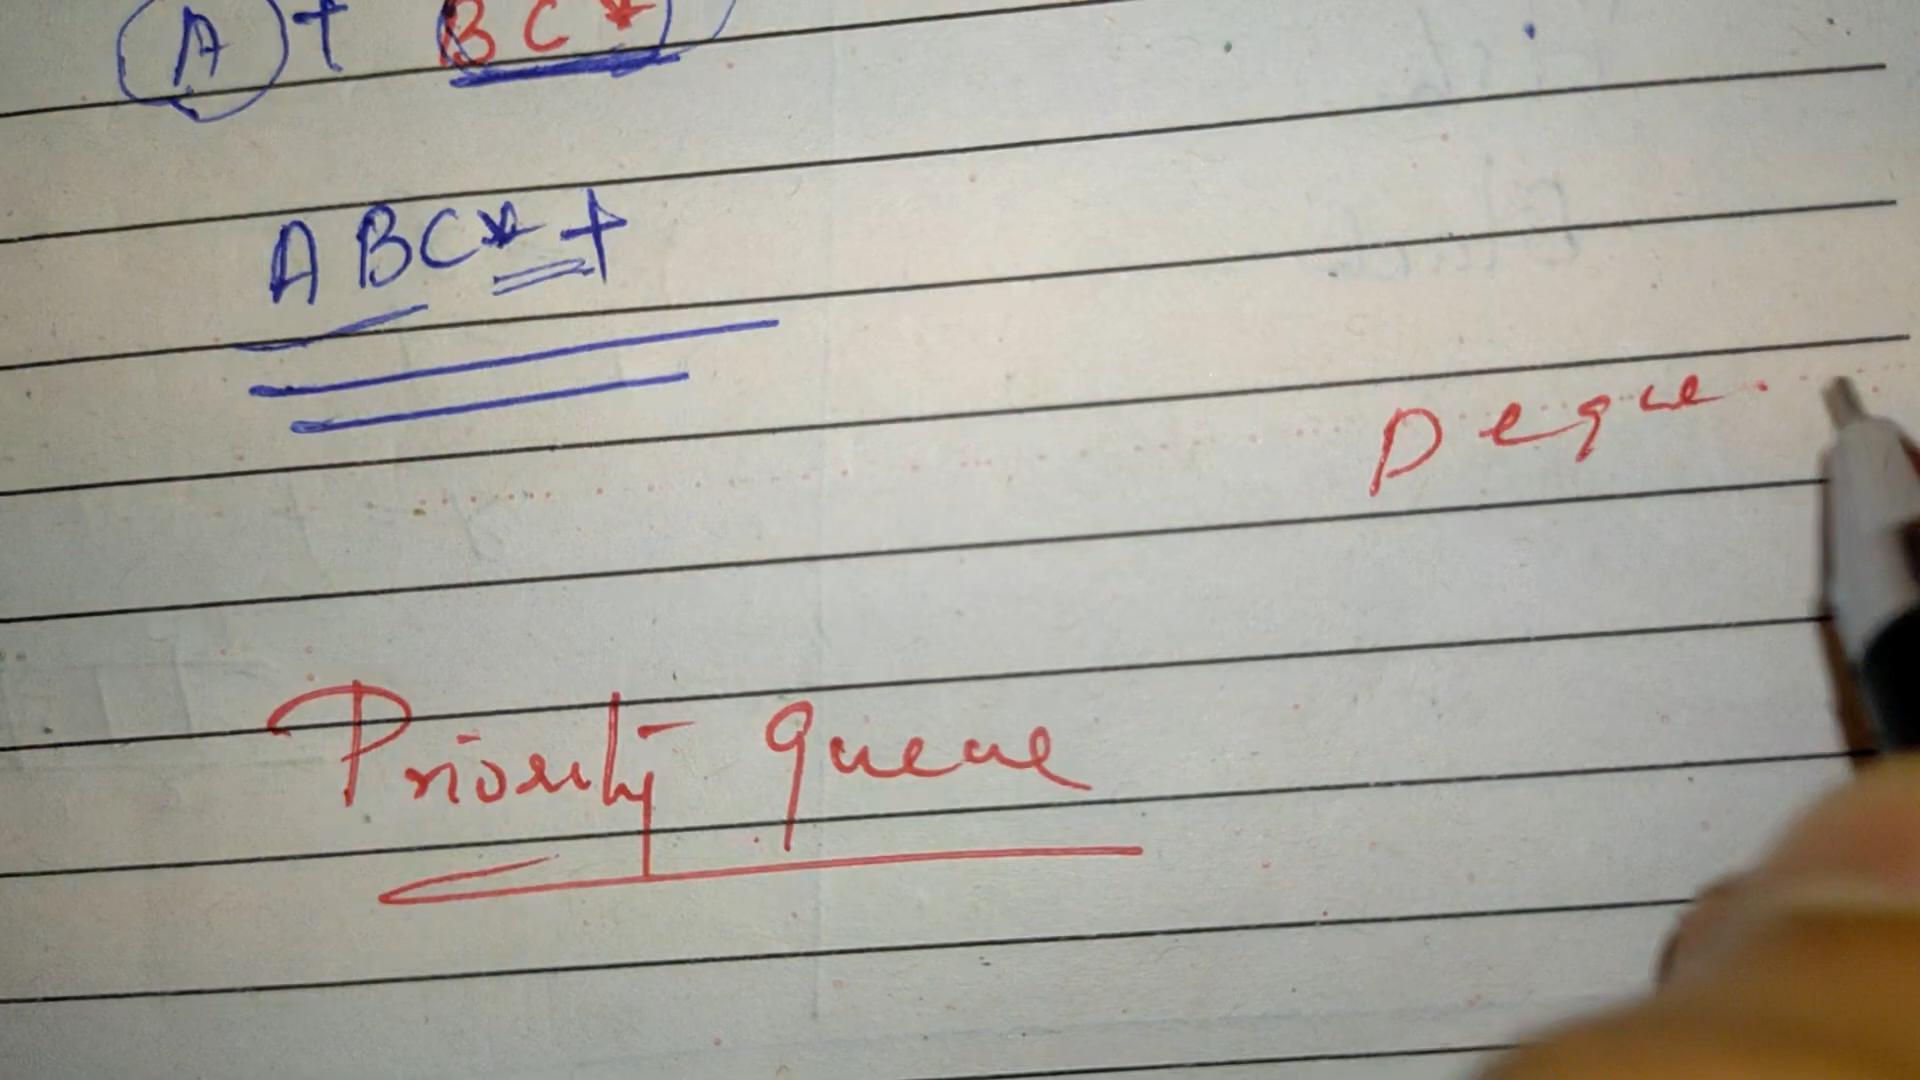 A + BC*
ABC*+
Deque.
Priority queue